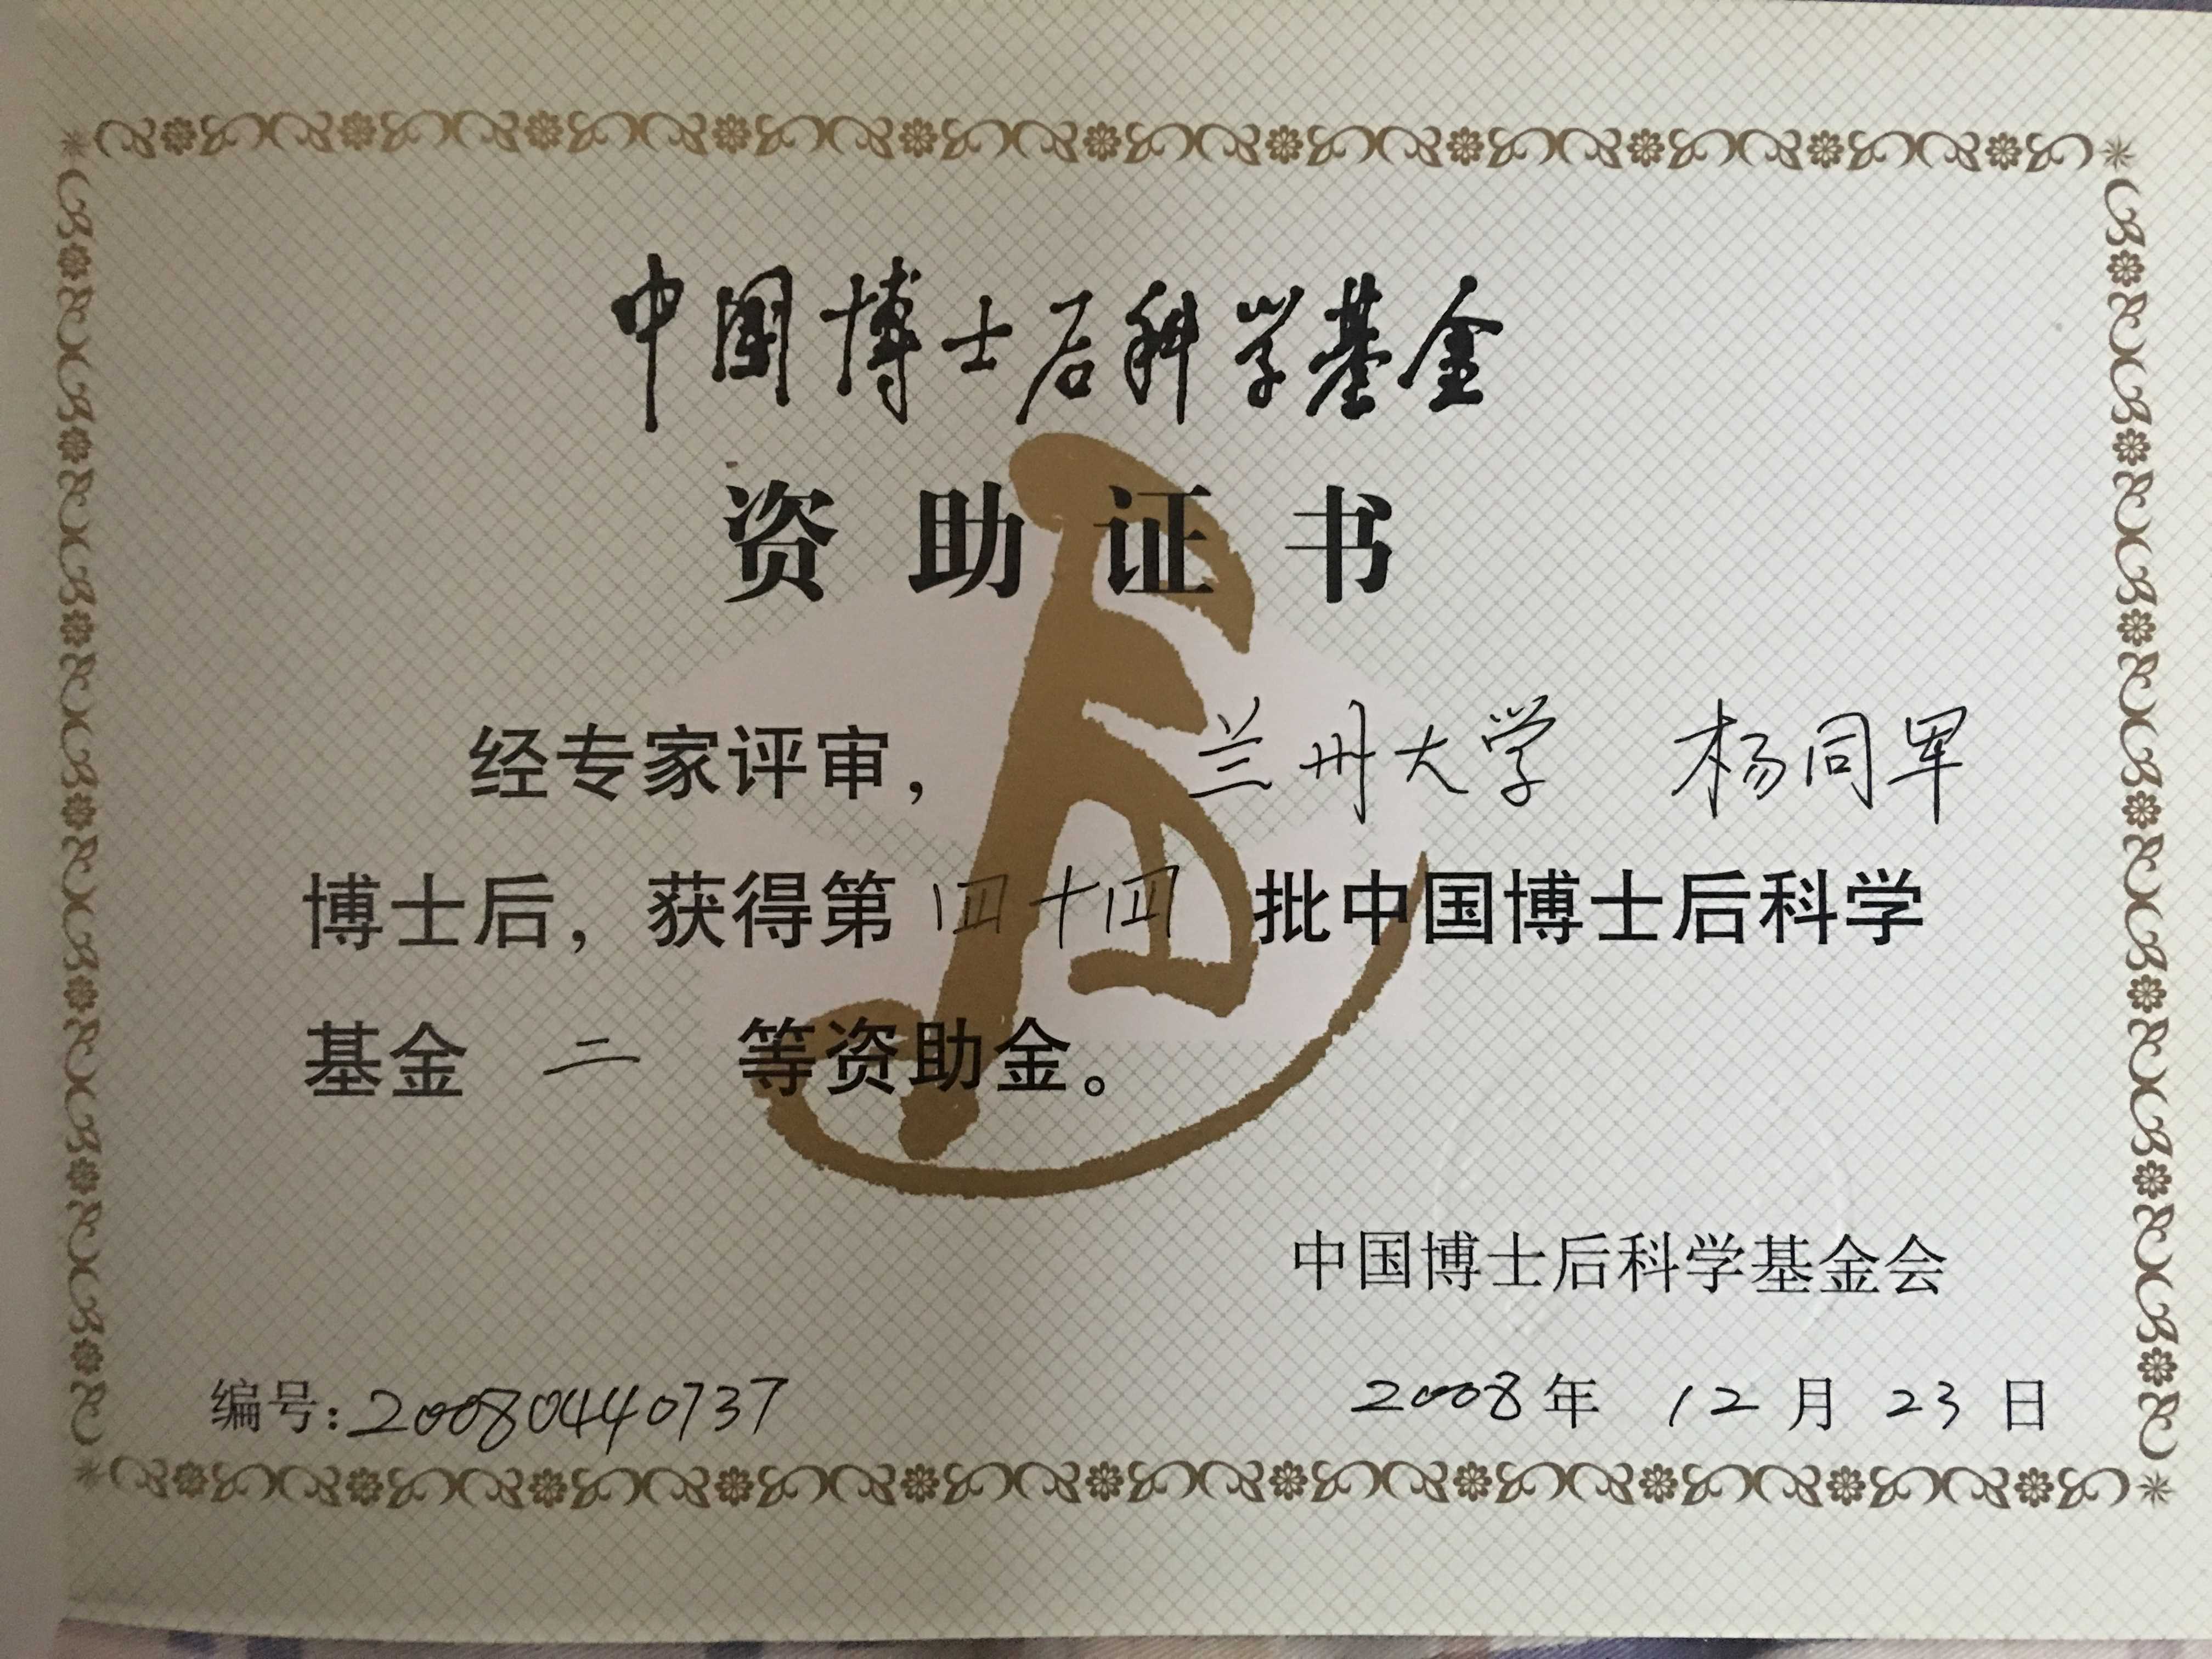 中国博士后科学基金
资助证书
经专家评审， 兰州大学 杨同军
博士后，获得第四十四批中国博士后科学
基金 二 等资助金。
中国博士后科学基金会
编号：20080440737 2008年 12月 23日